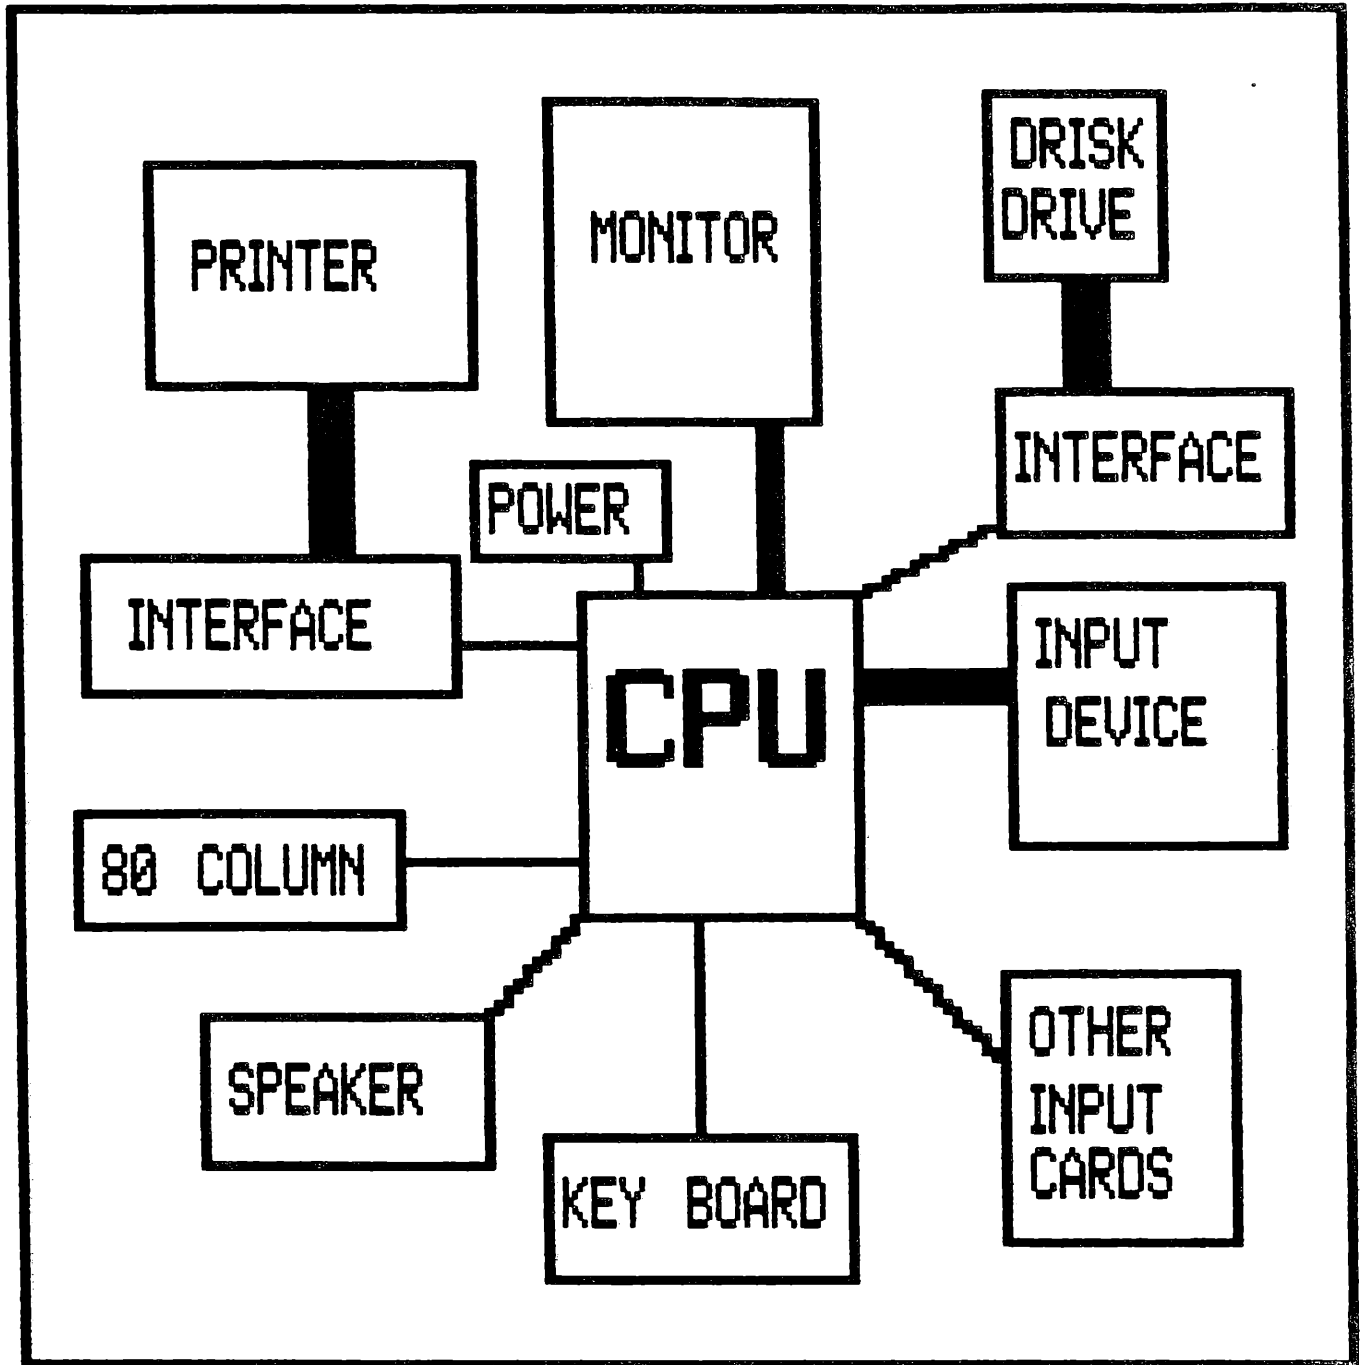 DRISK
DRIVE
MONITOR
PRINTER
INTERFACE
POWER
INTERFACE
INPUT
DEVICE
CPU
80 COLUMN
OTHER
INPUT
CARDS
SPEAKER
KEY BOARD